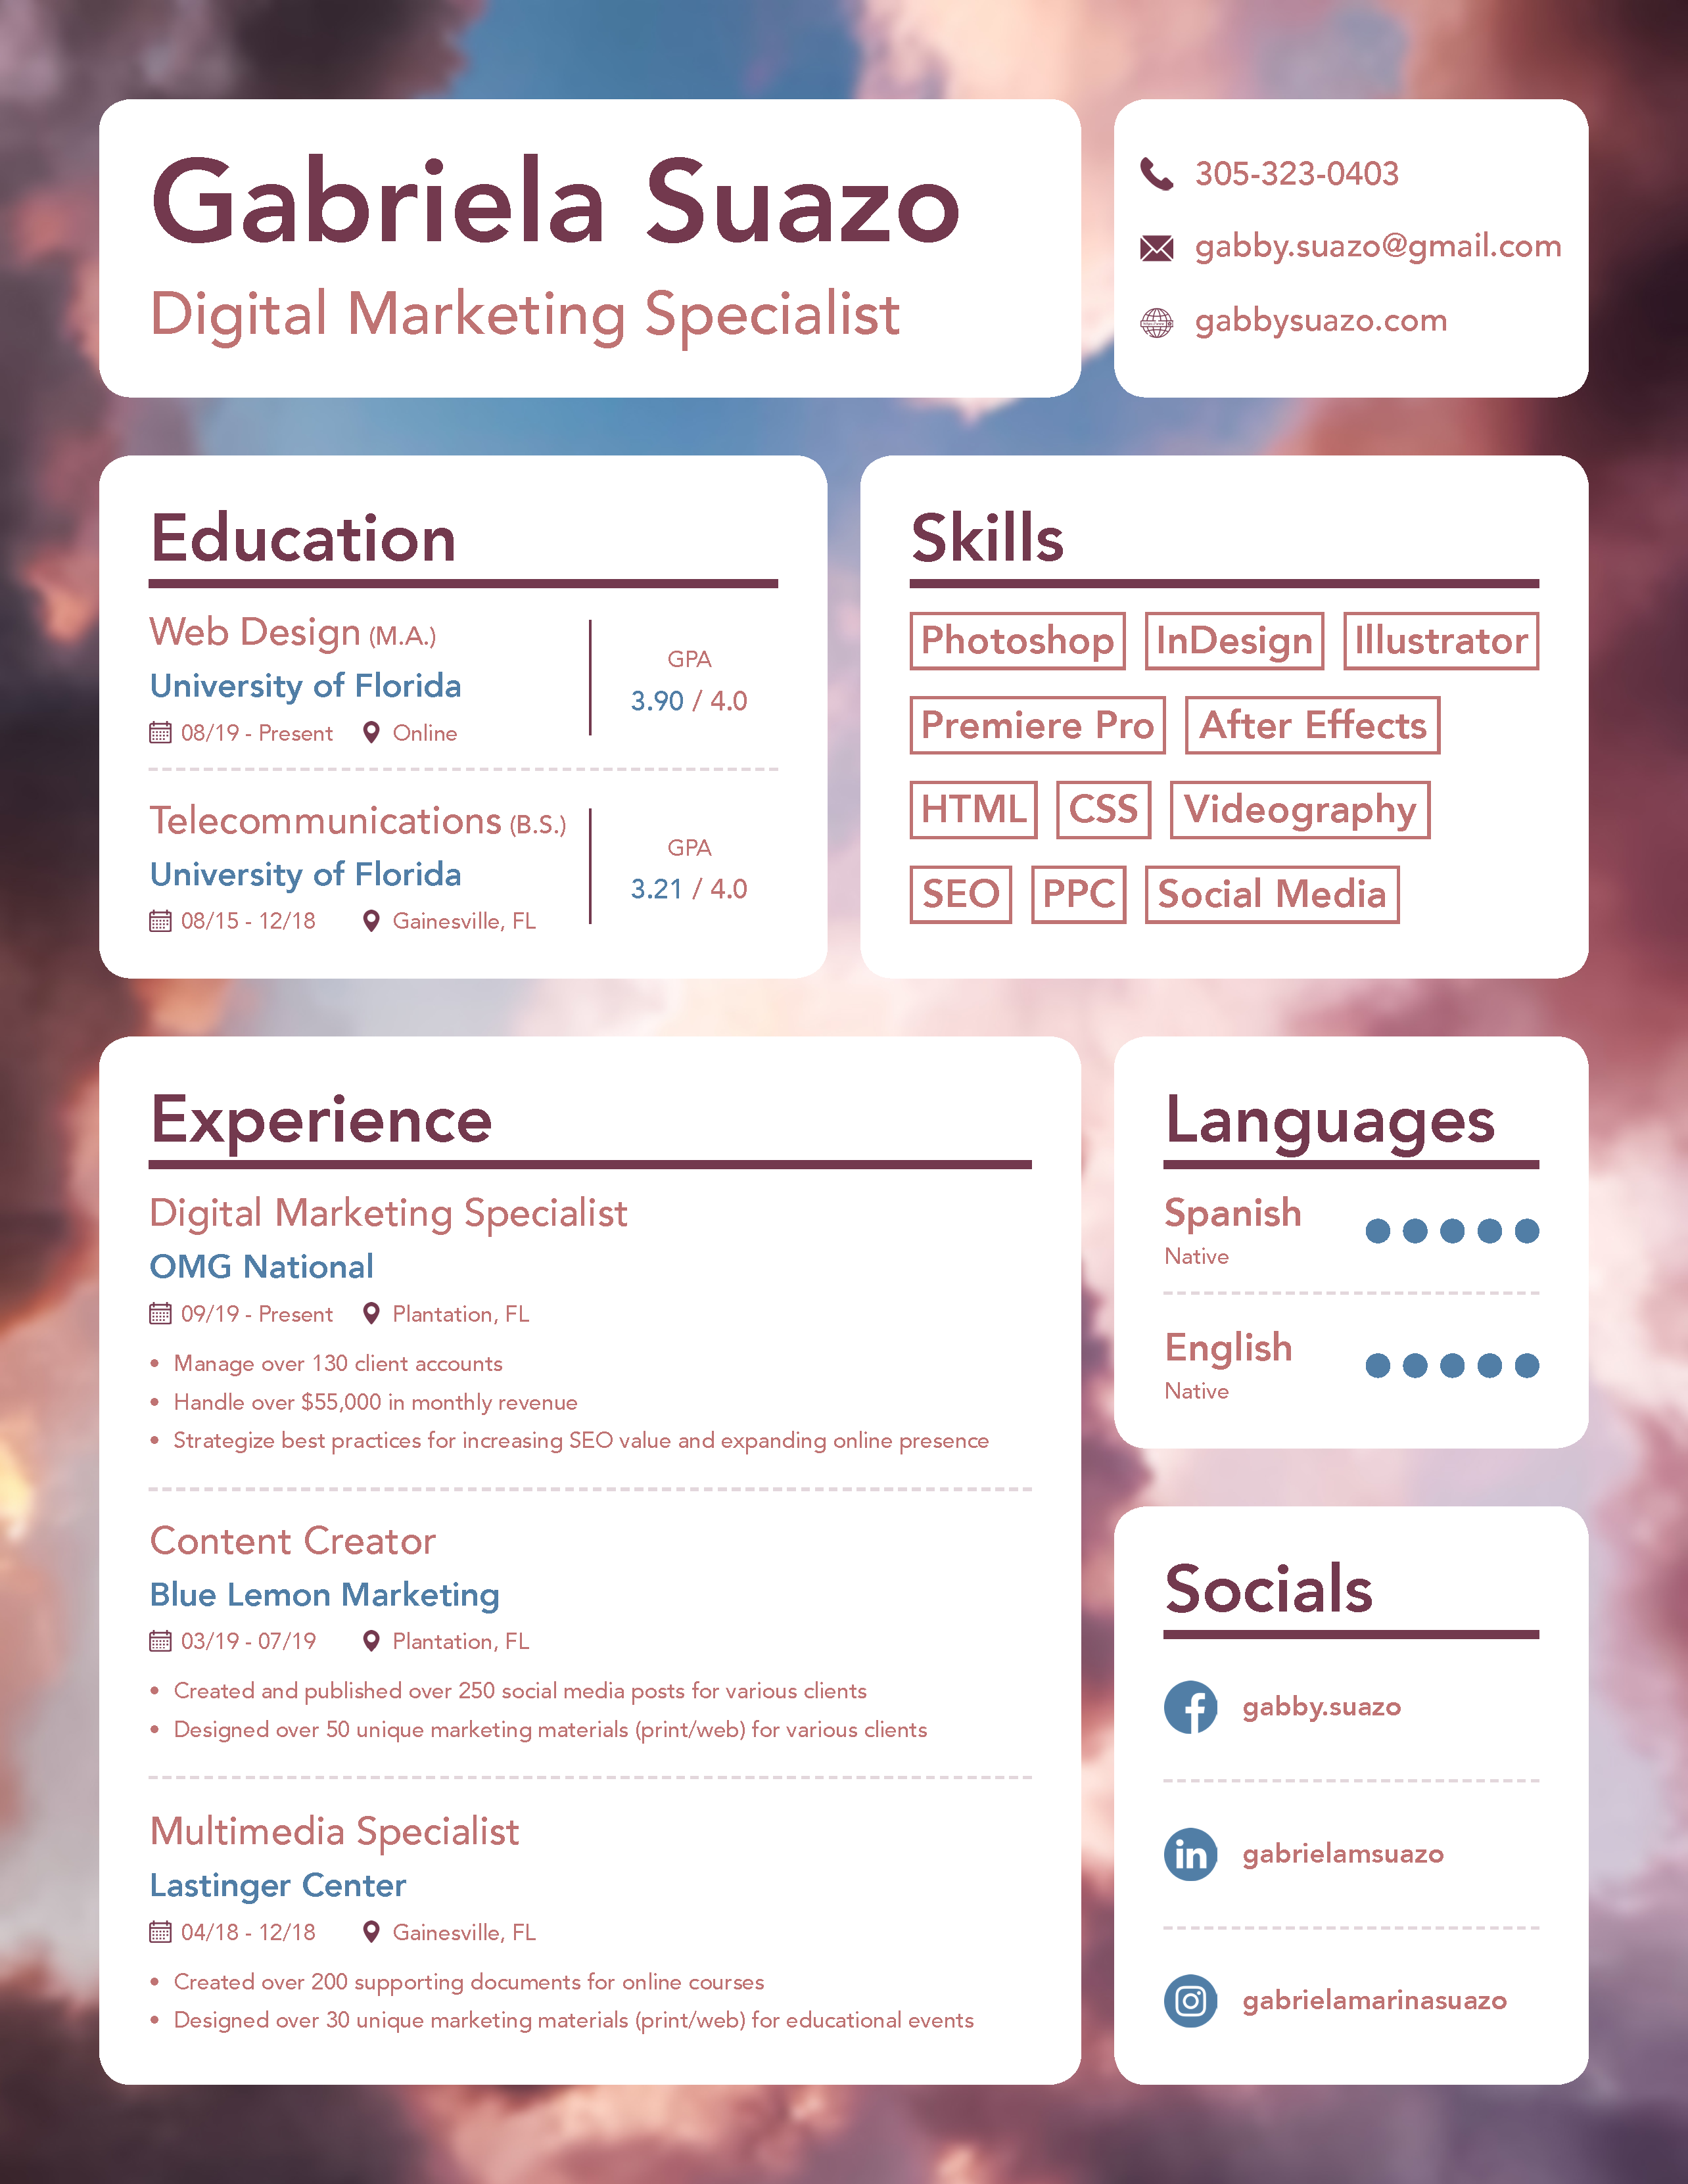 Gabriela Suazo
Digital Marketing Specialist
305-323-0403
gabby.suazo@gmail.com
gabbysuazo.com
Education
Web Design (M.A.)
University of Florida
08/19 - Present Online
GPA
3.90 / 4.0
Telecommunications (B.S.)
University of Florida
08/15 - 12/18 Gainesville, FL
GPA
3.21 / 4.0
Skills
Photoshop InDesign Illustrator
Premiere Pro After Effects
HTML CSS Videography
SEO PPC Social Media
Experience
Digital Marketing Specialist
OMG National
09/19 - Present Plantation, FL
• Manage over 130 client accounts
• Handle over $55,000 in monthly revenue
• Strategize best practices for increasing SEO value and expanding online presence
Content Creator
Blue Lemon Marketing
03/19 - 07/19 Plantation, FL
• Created and published over 250 social media posts for various clients
• Designed over 50 unique marketing materials (print/web) for various clients
Multimedia Specialist
Lastinger Center
04/18 - 12/18 Gainesville, FL
• Created over 200 supporting documents for online courses
• Designed over 30 unique marketing materials (print/web) for educational events
Languages
Spanish
Native
English
Native
Socials
gabby.suazo
gabrielamsuazo
gabrielamarinasuazo